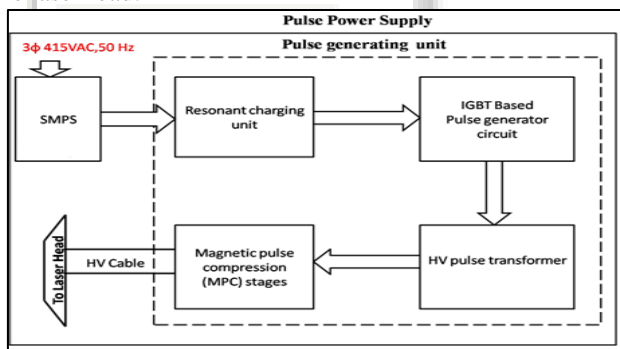 Pulse Power Supply
Pulse generating unit
3ϕ 415VAC,50 Hz
SMPS
Resonant charging
unit
IGBT Based
Pulse generator
circuit
HV pulse transformer
Magnetic pulse
compression
(MPC) stages
HV Cable
To Laser Head